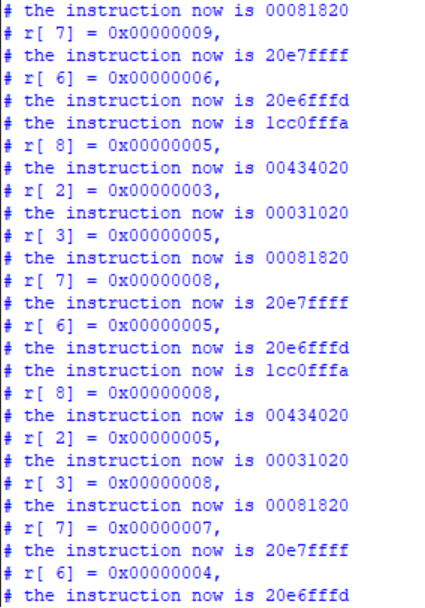 # the instruction now is 00081820
# r[ 7] = 0x00000009,
# the instruction now is 20e7ffff
# r[ 6] = 0x00000006,
# the instruction now is 20e6fffd
# the instruction now is 1cc0fffa
# r[ 8] = 0x00000005,
# the instruction now is 00434020
# r[ 2] = 0x00000003,
# the instruction now is 00031020
# r[ 3] = 0x00000005,
# the instruction now is 00081820
# r[ 7] = 0x00000008,
# the instruction now is 20e7ffff
# r[ 6] = 0x00000005,
# the instruction now is 20e6fffd
# the instruction now is 1cc0fffa
# r[ 8] = 0x00000008,
# the instruction now is 00434020
# r[ 2] = 0x00000005,
# the instruction now is 00031020
# r[ 3] = 0x00000008,
# the instruction now is 00081820
# r[ 7] = 0x00000007,
# the instruction now is 20e7ffff
# r[ 6] = 0x00000004,
# the instruction now is 20e6fffd